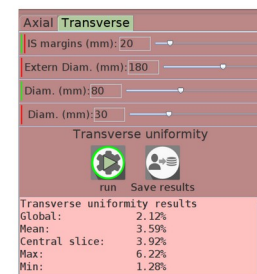 Axial Transverse
IS margins (mm): 20
Extern Diam. (mm): 180
Diam. (mm): 80
Diam. (mm): 30
Transverse uniformity
run Save results
Transverse uniformity results
Global: 2.12%
Mean: 3.59%
Central slice: 3.92%
Max: 6.22%
Min: 1.28%